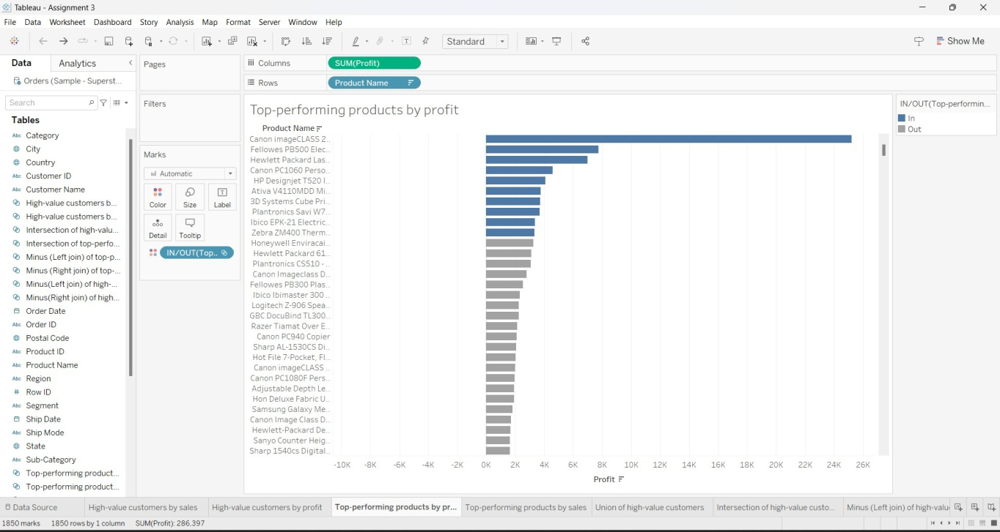 Tableau - Assignment 3
File Data Worksheet Dashboard Story Analysis Map Format Server Window Help
Standard
Show Me
Data Analytics
Orders (Sample - Superst...
Search
Tables
Category
City
Country
Customer ID
Customer Name
High-value customers b...
High-value customers b...
Intersection of high-valu...
Intersection of top-perfo...
Minus (Left join) of top-p...
Minus (Right join) of top-...
Minus(Left join) of high-...
Minus(Right join) of high...
Order Date
Order ID
Postal Code
Product ID
Product Name
Region
Row ID
Segment
Ship Date
Ship Mode
State
Sub-Category
Top-performing product...
Top-performing product...
Pages
Filters
Marks
Automatic
Color Size Label
Detail Tooltip
IN/OUT(Top..
Columns SUM(Profit)
Rows Product Name
Top-performing products by profit
Product Name
Canon imageCLASS 2..
Fellowes PB500 Elec..
Hewlett Packard Las..
Canon PC1060 Perso..
HP Designjet T520 I..
Ativa V4110MDD Mi..
3D Systems Cube Pri..
Plantronics Savi W7..
Ibico EPK-21 Electric..
Zebra ZM400 Therm..
Honeywell Enviracai..
Hewlett Packard 61..
Plantronics CS510 - ..
Canon Imageclass D..
Fellowes PB300 Plas..
Ibico Ibimaster 300 ..
Logitech Z-906 Spea..
GBC DocuBind TL300..
Razer Tiamat Over E..
Canon PC940 Copier
Sharp AL-1530CS Di..
Hot File 7-Pocket, Fl..
Canon imageCLASS ..
Canon PC1080F Pers..
Adjustable Depth Le..
Hon Deluxe Fabric U..
Samsung Galaxy Me..
Canon Image Class D..
Hewlett-Packard De..
Sanyo Counter Heig..
Sharp 1540cs Digital..
-10K -8K -6K -4K -2K 0K 2K 4K 6K 8K 10K 12K 14K 16K 18K 20K 22K 24K 26K
Profit
IN/OUT(Top-performin...
In
Out
Data Source High-value customers by sales High-value customers by profit Top-performing products by pr... Top-performing products by sales Union of high-value customers Intersection of high-value custo... Minus (Left join) of high-valu
1850 marks 1850 rows by 1 column SUM(Profit): 286,397